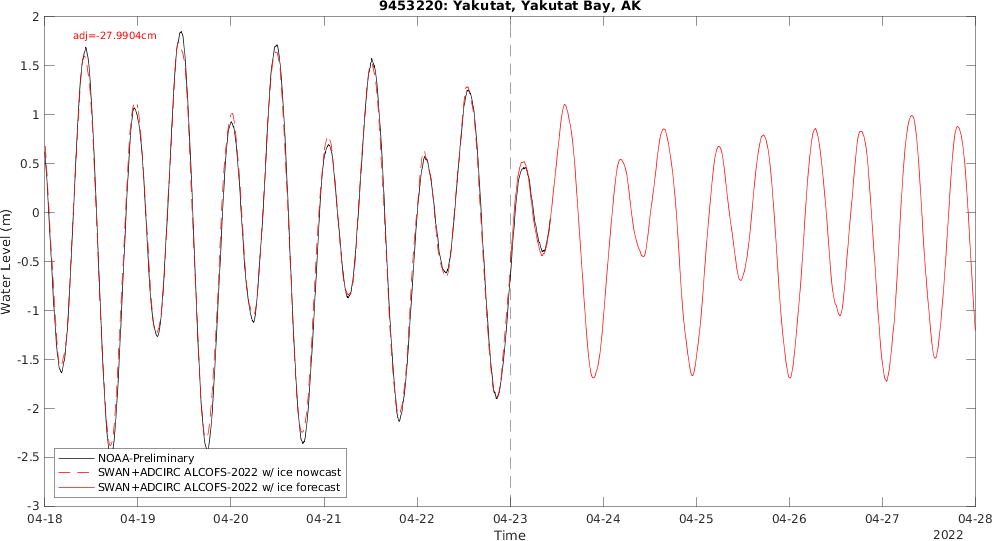 9453220: Yakutat, Yakutat Bay, AK
adj=-27.9904cm
2
1.5
1
0.5
0
-0.5
-1
-1.5
-2
-2.5
-3
Water Level (m)
NOAA-Preliminary
SWAN+ADCIRC ALCOFS-2022 w/ ice nowcast
SWAN+ADCIRC ALCOFS-2022 w/ ice forecast
04-18 04-19 04-20 04-21 04-22 04-23 04-24 04-25 04-26 04-27 04-28
Time
2022